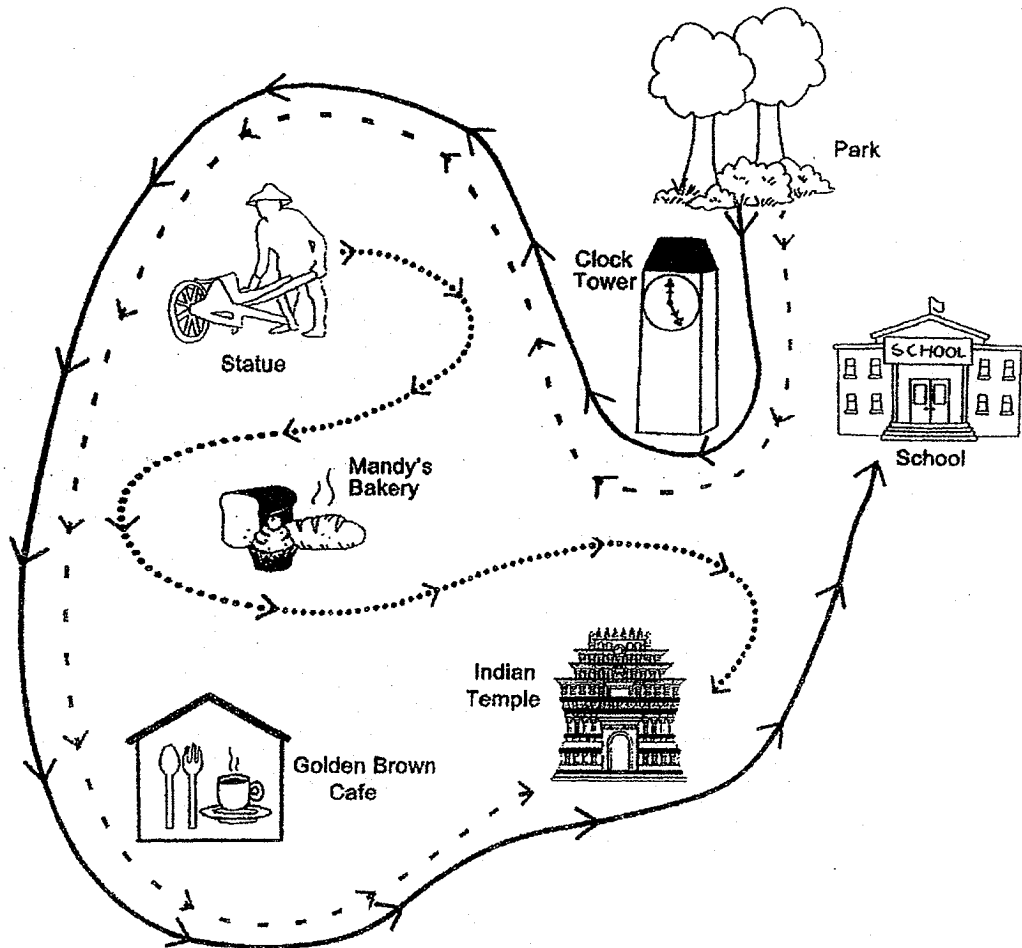 Park
Clock
Tower
SCHOOL
School
Statue
Mandy's
Bakery
Indian
Temple
Golden Brown
Cafe